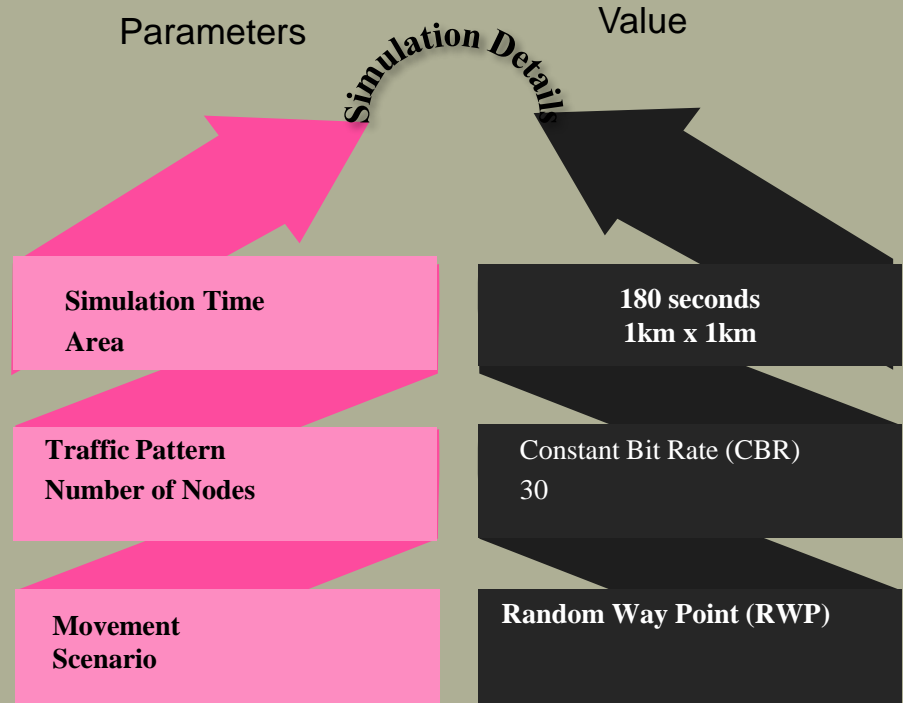 Parameters
Value
Simulation Details
Simulation Time
Area
180 seconds
1km x 1km
Traffic Pattern
Number of Nodes
Constant Bit Rate (CBR)
30
Movement
Scenario
Random Way Point (RWP)